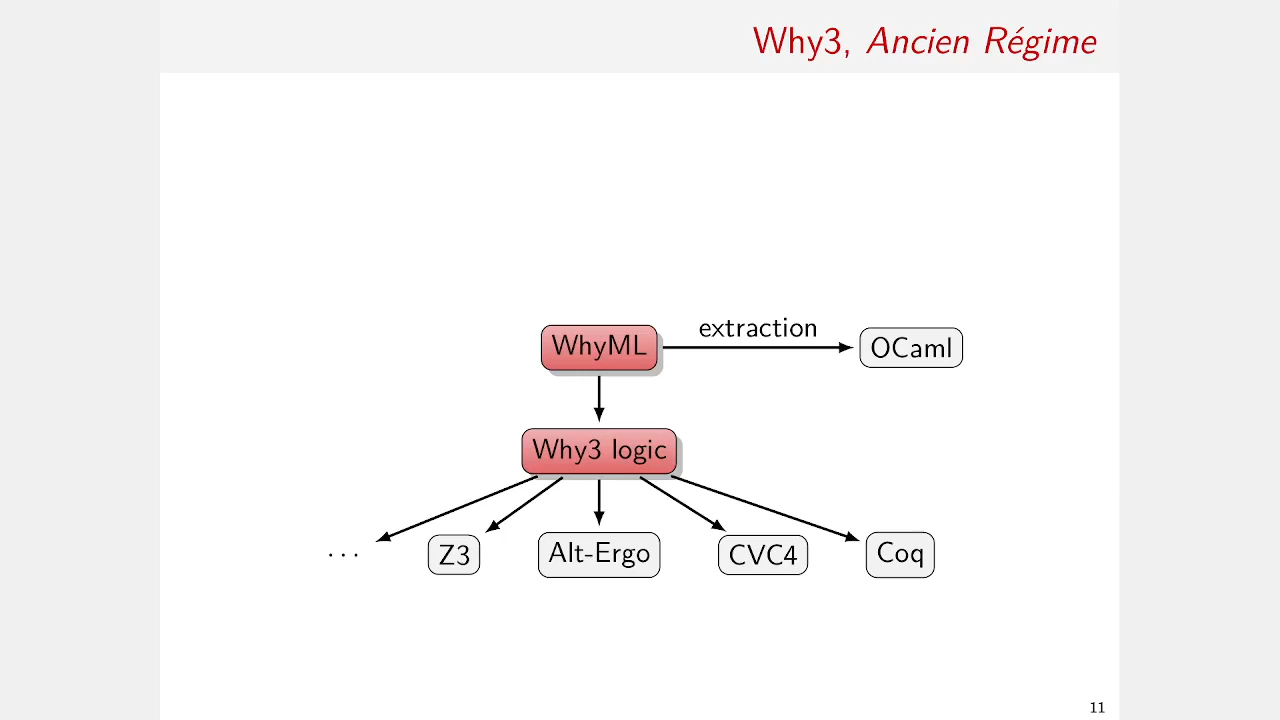 Why3, Ancien Régime
extraction
WhyML
OCaml
Why3 logic
. . .
Z3
Alt-Ergo
CVC4
Coq
11